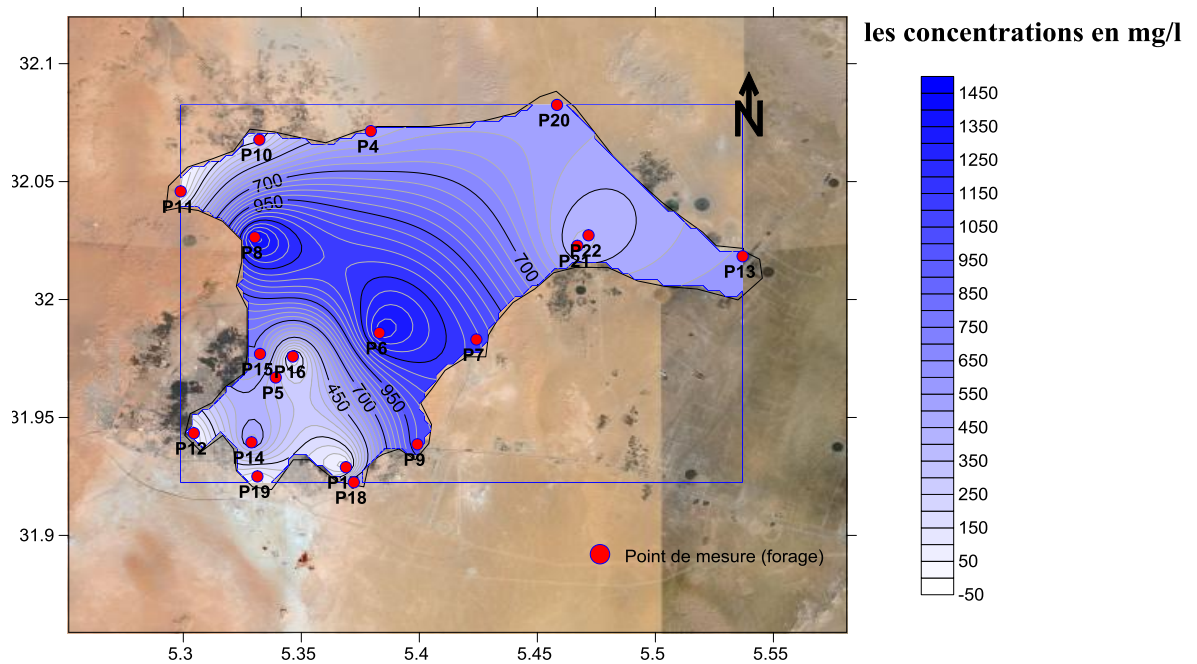 les concentrations en mg/l
32.1
32.05
32
31.95
31.9
5.3
5.35
5.4
5.45
5.5
5.55
N
P20
P4
P10
P11
700
950
P8
P22
P21
P13
700
P6
P7
P15
P16
P5
450
700
950
P12
P14
P9
P19
P1
P18
Point de mesure (forage)
1450
1350
1250
1150
1050
950
850
750
650
550
450
350
250
150
50
-50